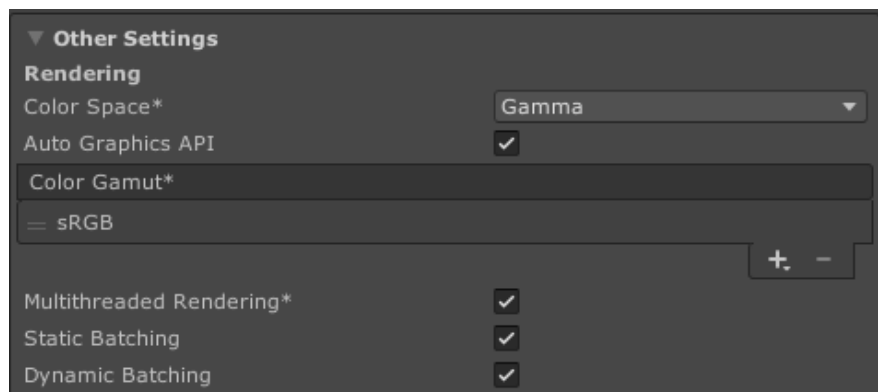 Other Settings
Rendering
Color Space* Gamma
Auto Graphics API
Color Gamut*
sRGB
Multithreaded Rendering*
Static Batching
Dynamic Batching